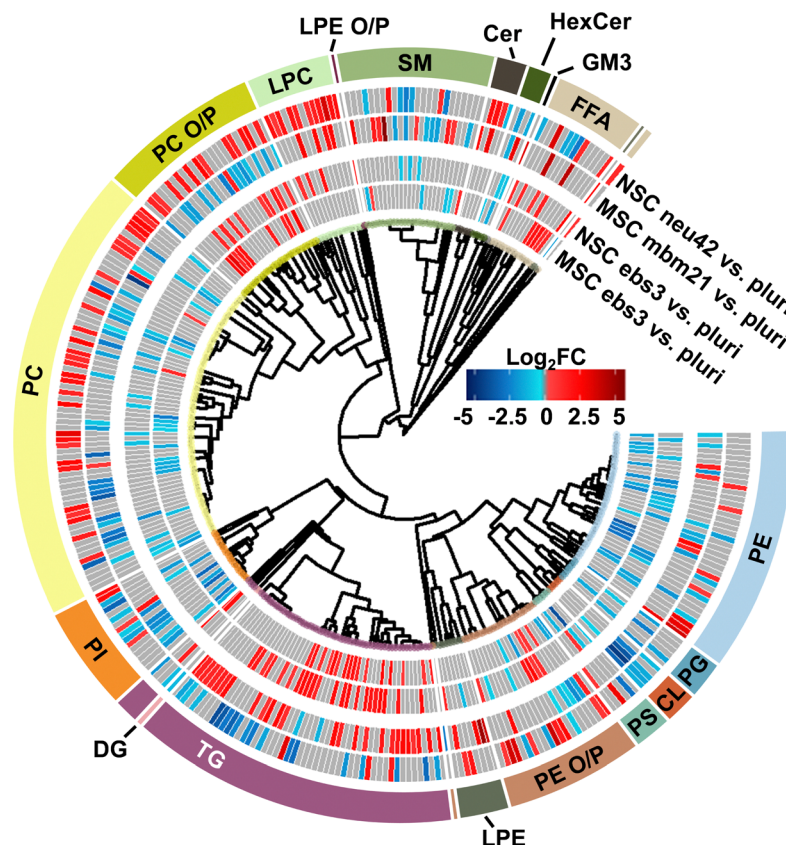 LPE O/P
Cer
HexCer
GM3
SM
LPC
FFA
PC O/P
NSC neu42 vs. pluri
MSC mbm21 vs. pluri
NSC ebs3 vs. pluri
MSC ebs3 vs. pluri
Log₂FC
-5 -2.5 0 2.5 5
PC
PE
PI
PG
CL
PS
DG
TG
PE O/P
LPE